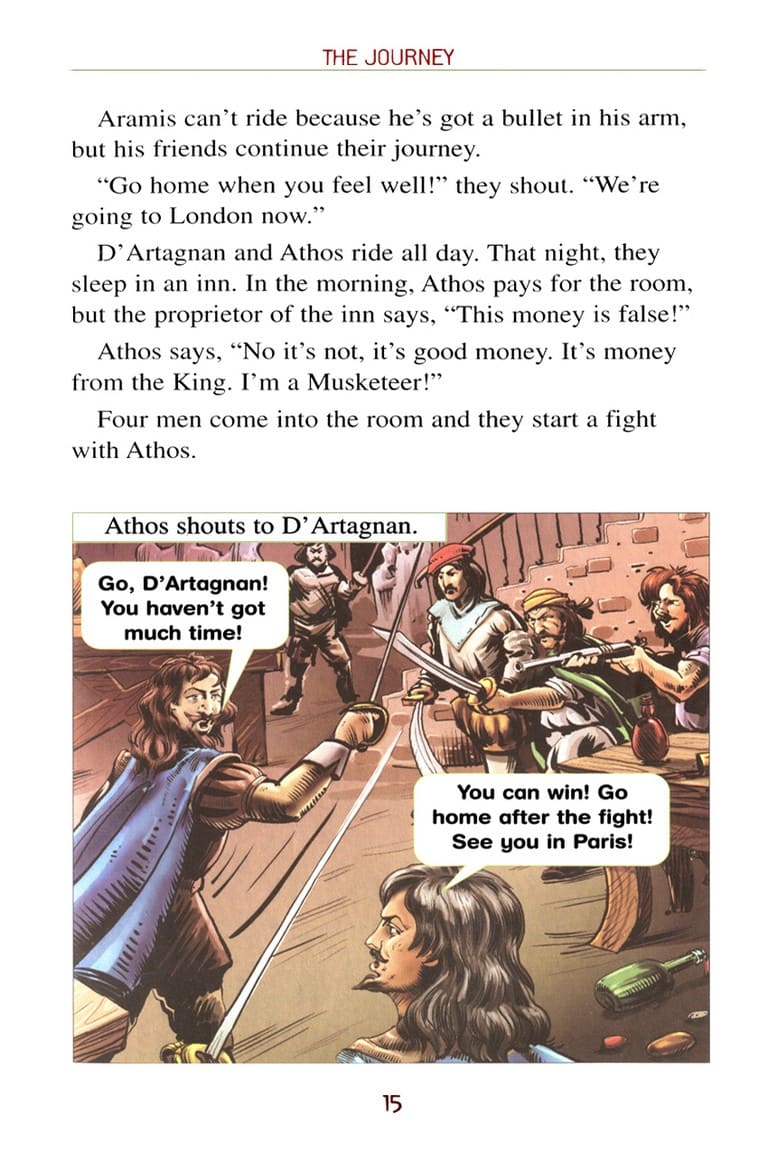 THE JOURNEY
Aramis can’t ride because he’s got a bullet in his arm,
but his friends continue their journey.
“Go home when you feel well!” they shout. “We’re
going to London now.”
D’Artagnan and Athos ride all day. That night, they
sleep in an inn. In the morning, Athos pays for the room,
but the proprietor of the inn says, “This money is false!”
Athos says, “No it’s not, it’s good money. It’s money
from the King. I’m a Musketeer!”
Four men come into the room and they start a fight
with Athos.
Athos shouts to D’Artagnan.
Go, D’Artagnan!
You haven’t got
much time!
You can win! Go
home after the fight!
See you in Paris!
15